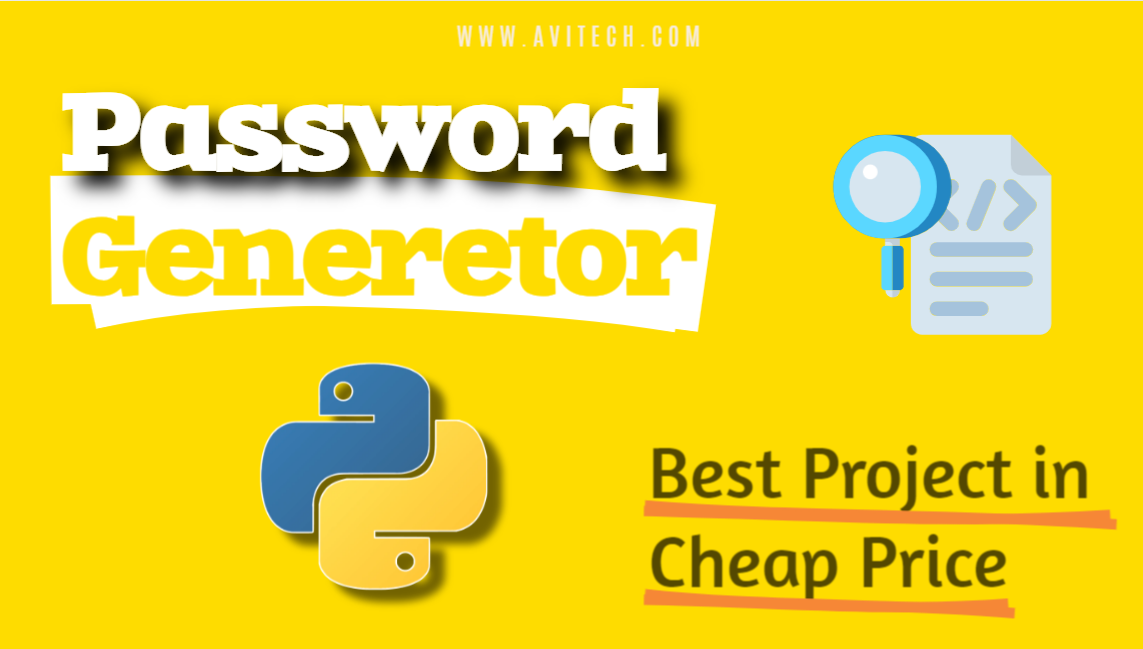 WWW.AVITECH.COM
Password
Generetor
</>
Best Project in
Cheap Price